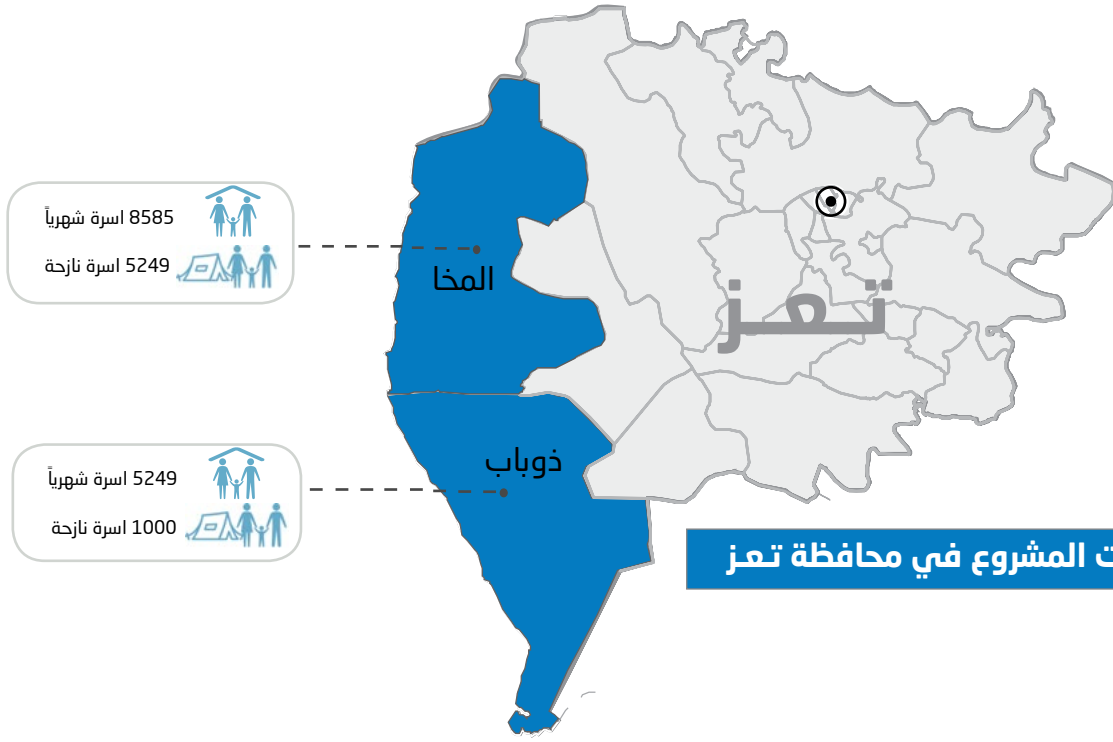 8585 اسرة شهرياً
5249 اسرة نازحة
المخا
تعز
5249 اسرة شهرياً
1000 اسرة نازحة
ذوباب
المشروع في محافظة تعز